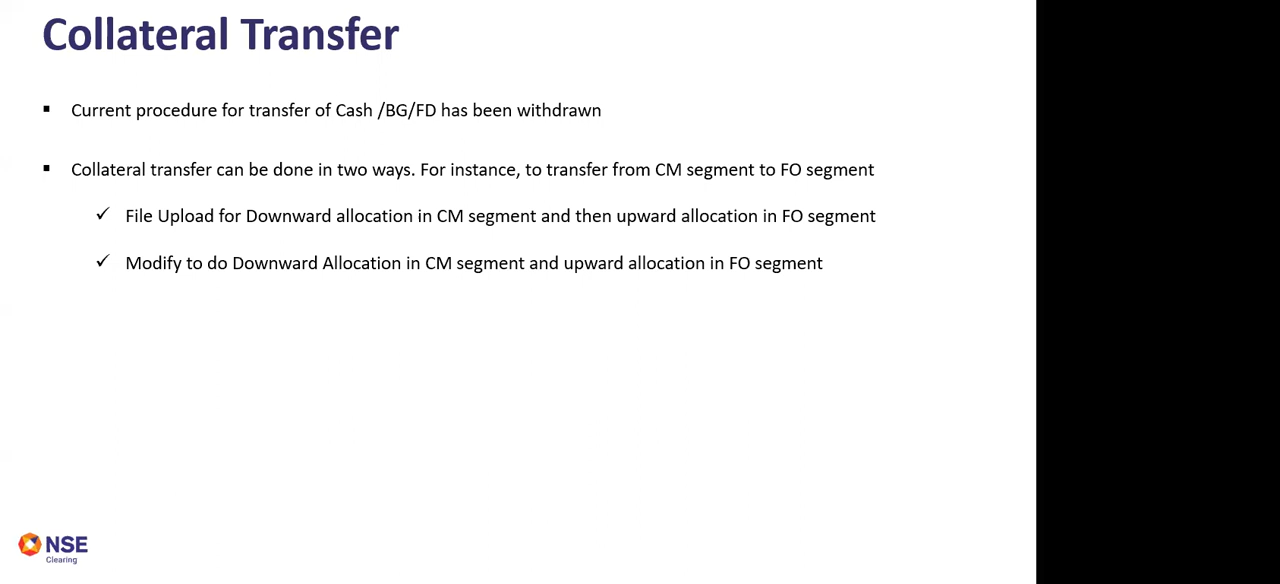 Collateral Transfer
▪ Current procedure for transfer of Cash /BG/FD has been withdrawn
▪ Collateral transfer can be done in two ways. For instance, to transfer from CM segment to FO segment
✓ File Upload for Downward allocation in CM segment and then upward allocation in FO segment
✓ Modify to do Downward Allocation in CM segment and upward allocation in FO segment
NSE
Clearing